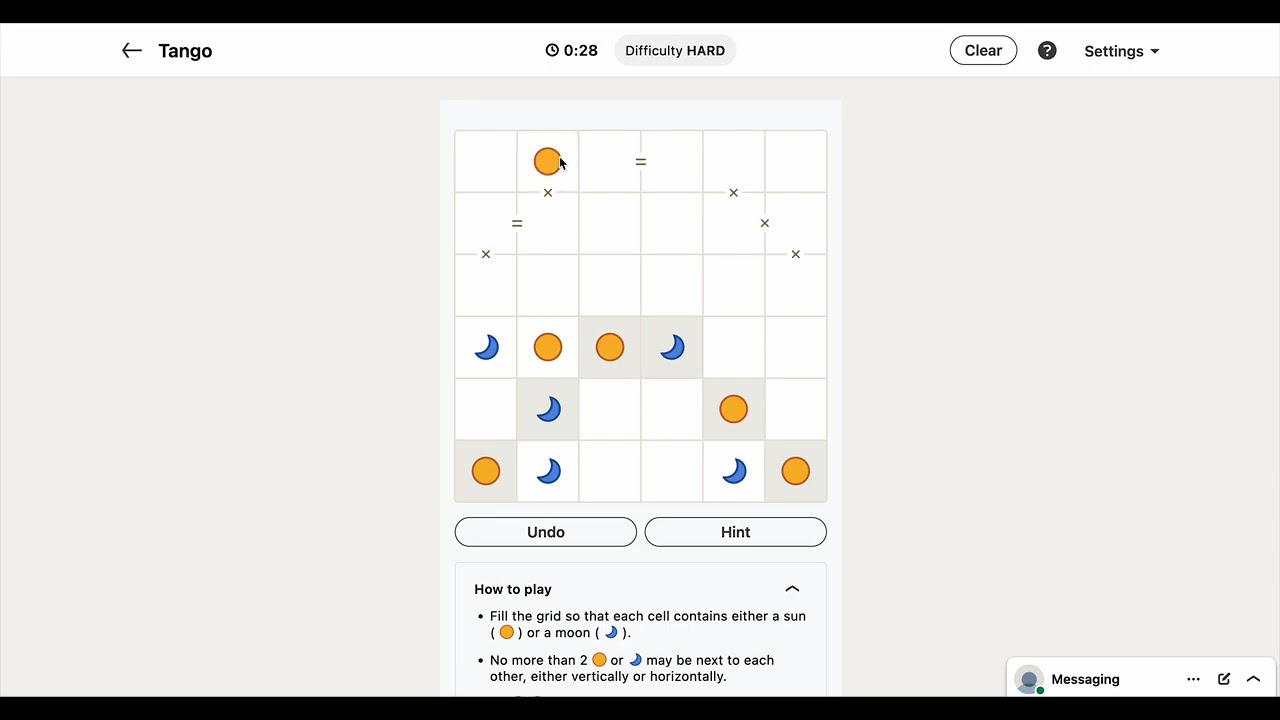 Tango
0:28
Difficulty HARD
Clear
?
Settings
=
×
×
=
×
×
×
Undo
Hint
How to play
• Fill the grid so that each cell contains either a sun
( ) or a moon ( ).
• No more than 2 or may be next to each
other, either vertically or horizontally.
Messaging